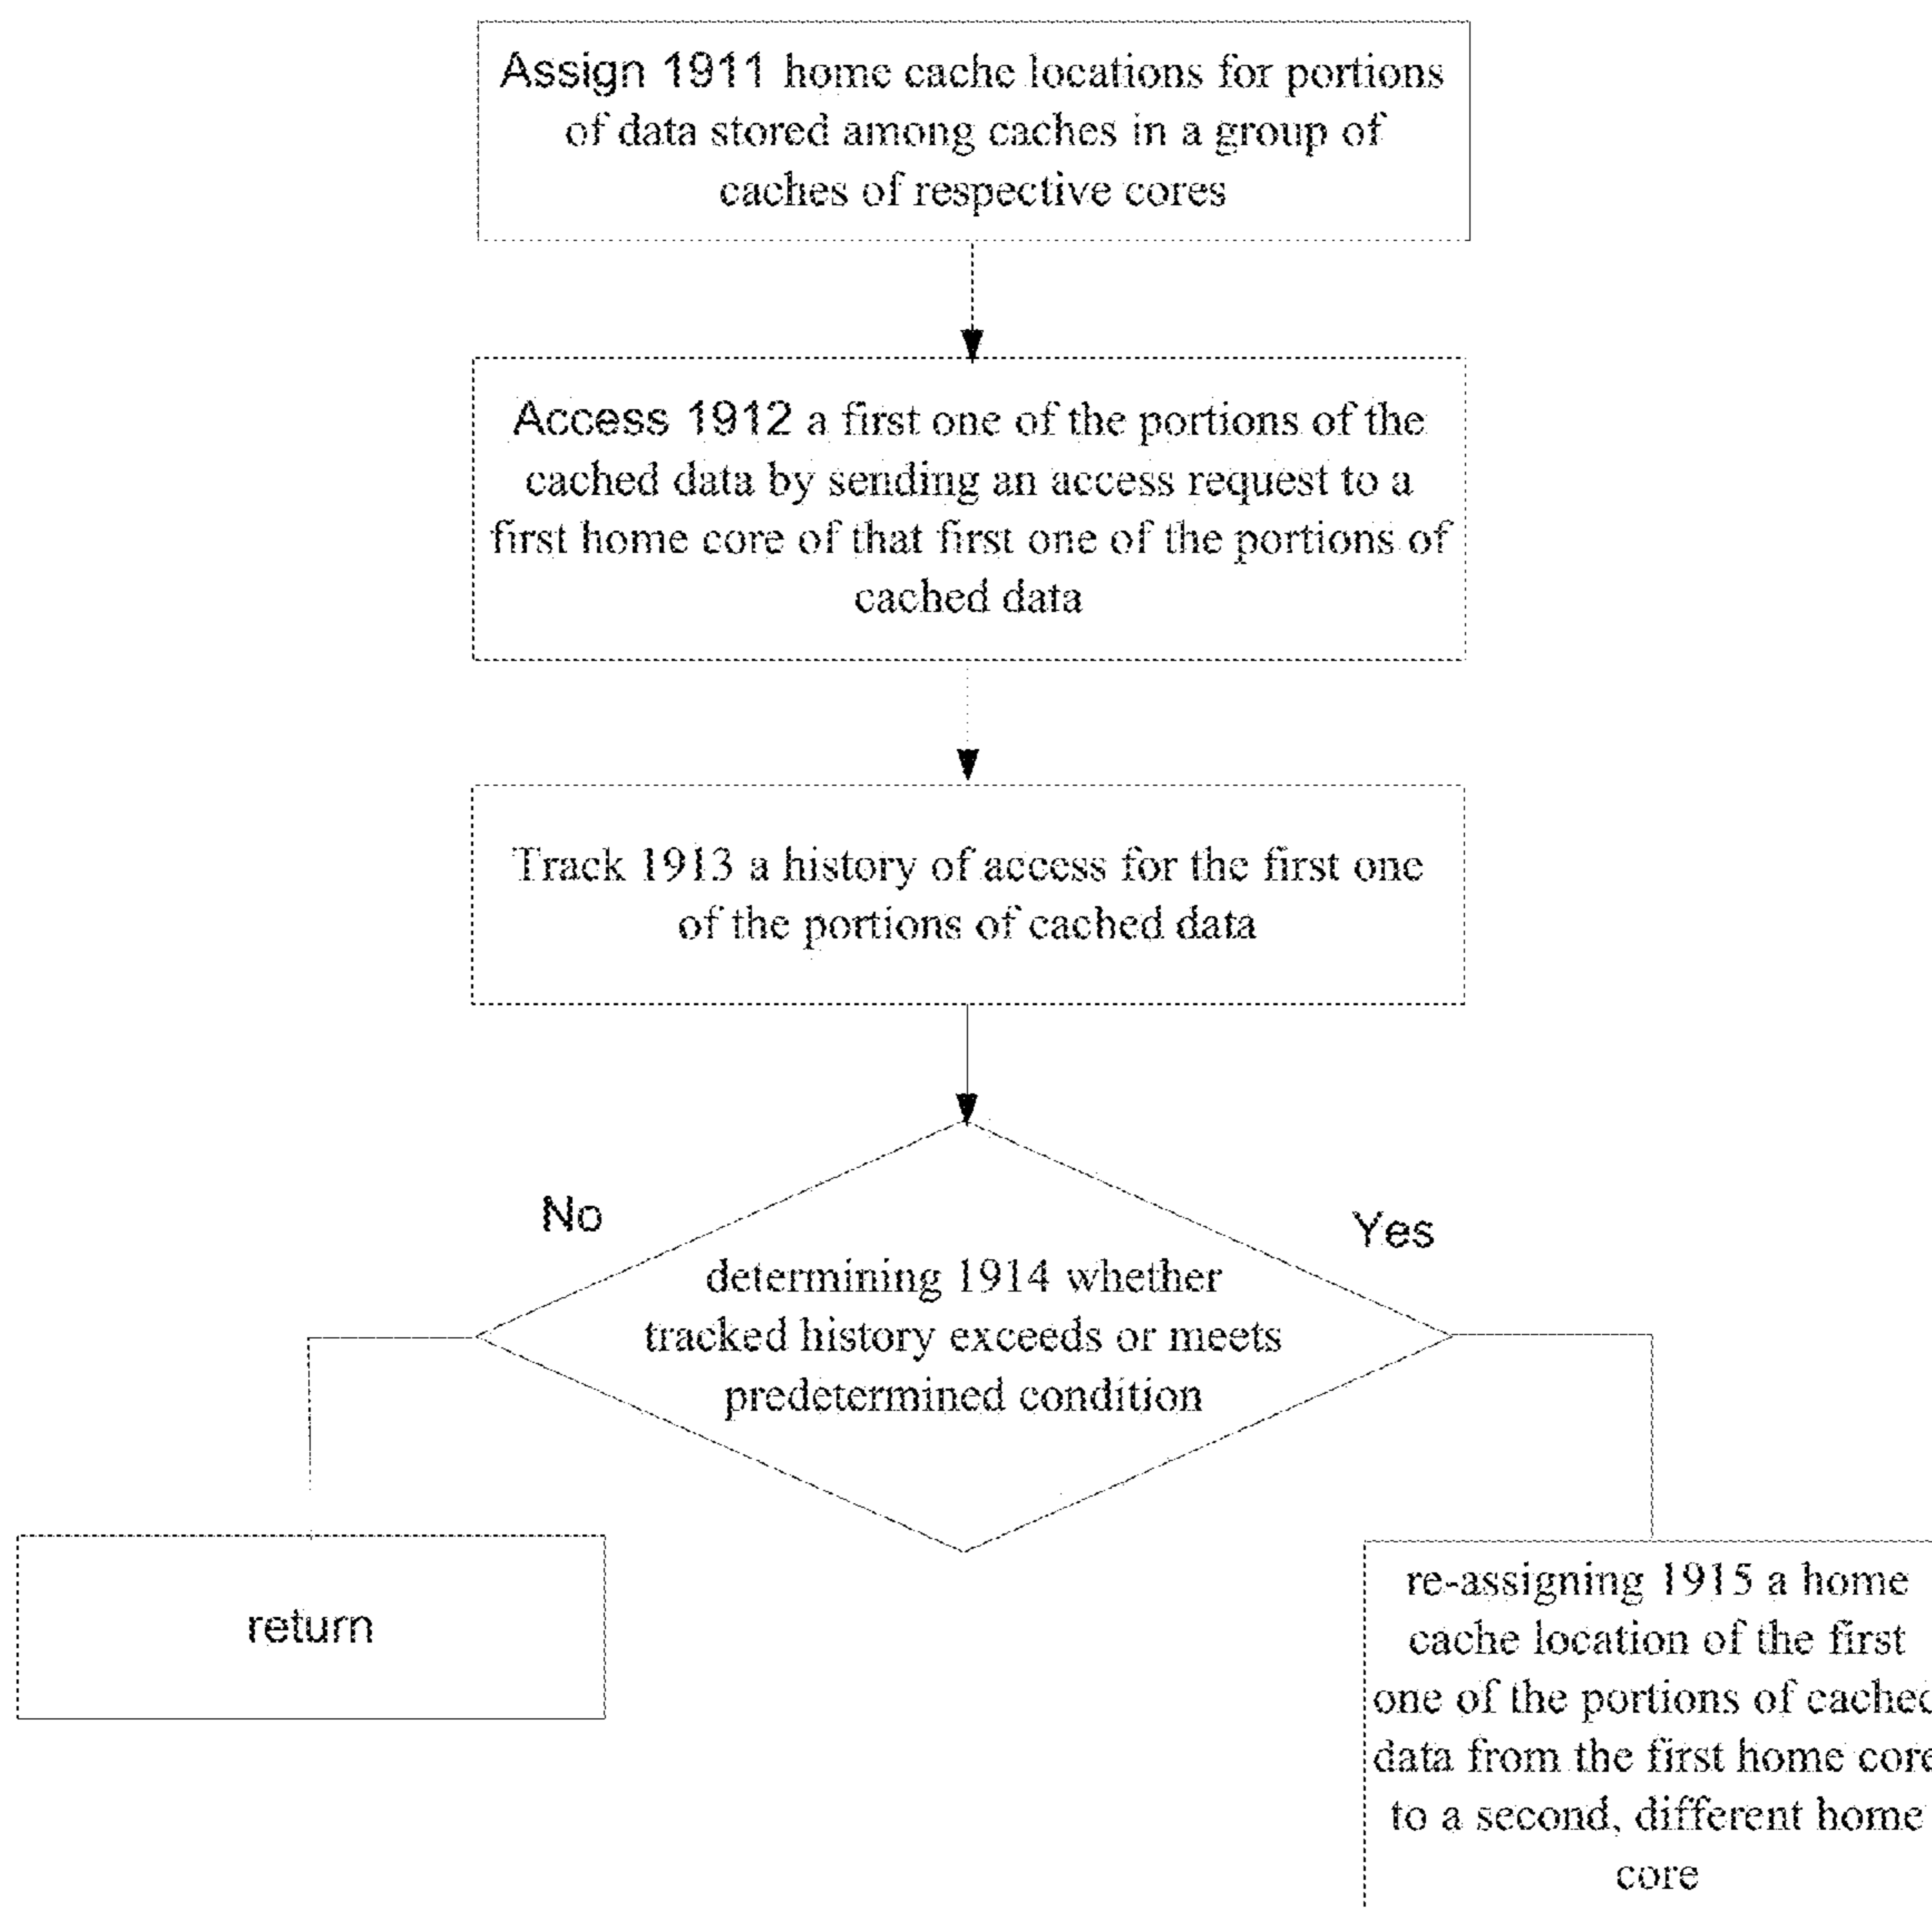 Assign 1911 home cache locations for portions
of data stored among caches in a group of
caches of respective cores
Access 1912 a first one of the portions of the
cached data by sending an access request to a
first home core of that first one of the portions of
cached data
Track 1913 a history of access for the first one
of the portions of cached data
No
Yes
determining 1914 whether
tracked history exceeds or meets
predetermined condition
return
re-assigning 1915 a home
cache location of the first
one of the portions of cached
data from the first home core
to a second, different home
core